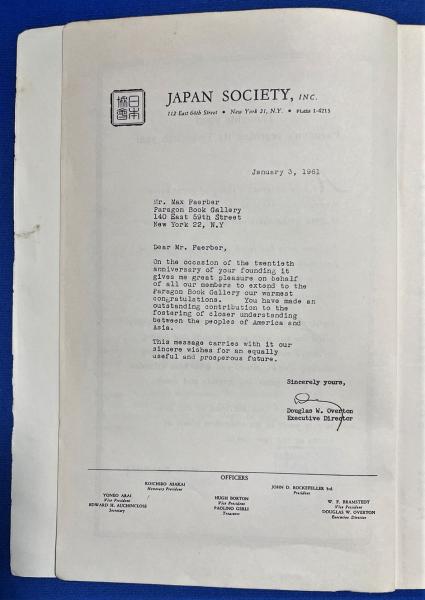 日本
協會
JAPAN SOCIETY, INC.
112 East 64th Street • New York 21, N.Y. • PLaza 1-4215
January 3, 1961
Mr. Max Faerber
Paragon Book Gallery
140 East 59th Street
New York 22, N.Y
Dear Mr. Faerber,
On the occasion of the twentieth
anniversary of your founding it
gives me great pleasure on behalf
of all our members to extend to the
Paragon Book Gallery our warmest
congratulations. You have made an
outstanding contribution to the
fostering of closer understanding
between the peoples of America and
Asia.
This message carries with it our
sincere wishes for an equally
useful and prosperous future.
Sincerely yours,
Douglas W. Overton
Executive Director
OFFICERS
KOICHIRO ASAKAI
Honorary President
JOHN D. ROCKEFELLER 3rd
President
YONEO ARAI
Vice President
HUGH BORTON
Vice President
W. F. BRAMSTEDT
Vice President
EDWARD H. AUCHINCLOSS
Secretary
PAOLINO GERLI
Treasurer
DOUGLAS W. OVERTON
Executive Director